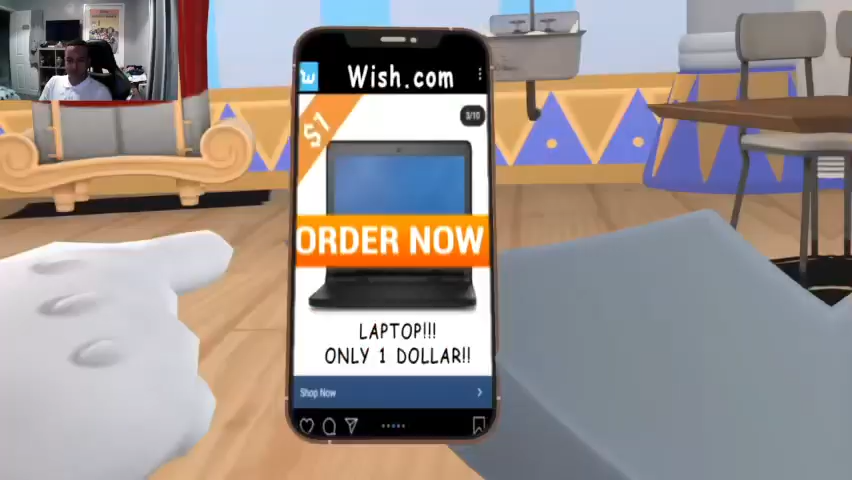 Wish.com
3/10
$1
ORDER NOW
LAPTOP!!!
ONLY 1 DOLLAR!!
Shop Now